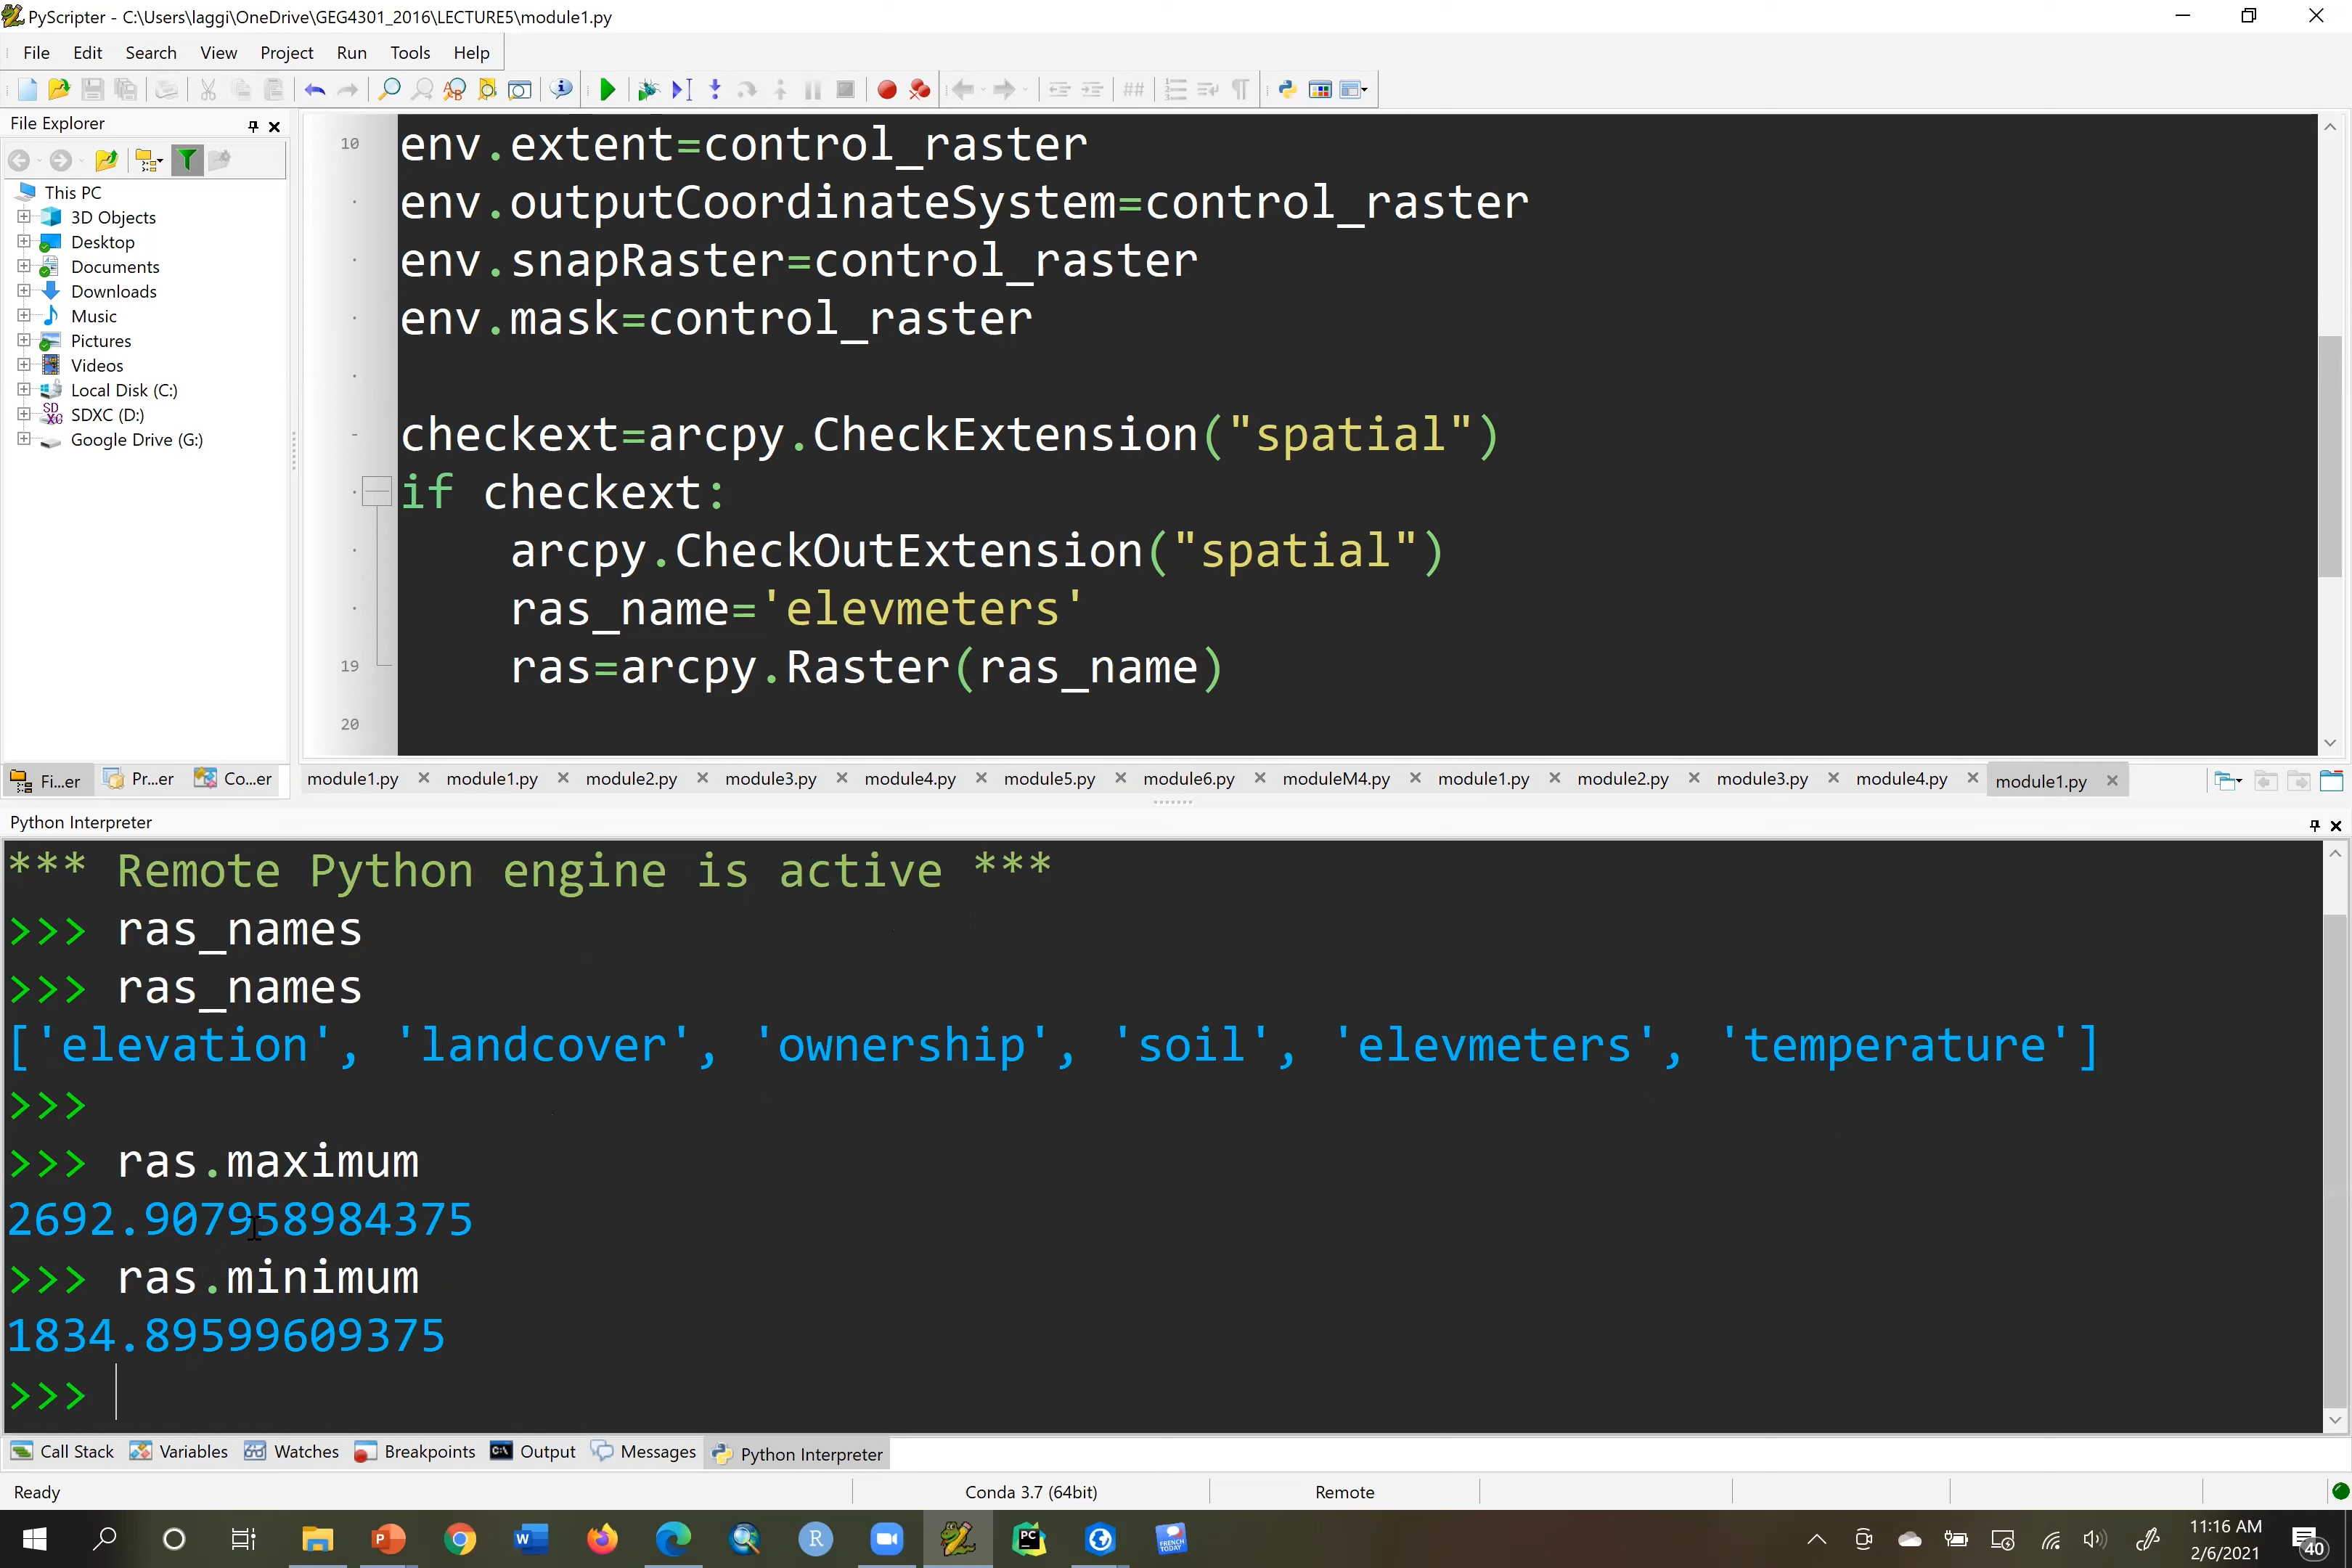 PyScripter - C:\Users\laggi\OneDrive\GEG4301_2016\LECTURE5\module1.py
File Edit Search View Project Run Tools Help
File Explorer
This PC
3D Objects
Desktop
Documents
Downloads
Music
Pictures
Videos
Local Disk (C:)
SDXC (D:)
Google Drive (G:)
Fi...er Pr...er Co...er
10 env.extent=control_raster
env.outputCoordinateSystem=control_raster
env.snapRaster=control_raster
env.mask=control_raster
checkext=arcpy.CheckExtension("spatial")
if checkext:
arcpy.CheckOutExtension("spatial")
ras_name='elevmeters'
19 ras=arcpy.Raster(ras_name)
20
module1.py module1.py module2.py module3.py module4.py module5.py module6.py moduleM4.py module1.py module2.py module3.py module4.py module1.py
Python Interpreter
*** Remote Python engine is active ***
>>> ras_names
>>> ras_names
['elevation', 'landcover', 'ownership', 'soil', 'elevmeters', 'temperature']
>>>
>>> ras.maximum
2692.907958984375
>>> ras.minimum
1834.89599609375
>>>
Call Stack Variables Watches Breakpoints Output Messages Python Interpreter
Ready Conda 3.7 (64bit) Remote
11:16 AM
2/6/2021
40